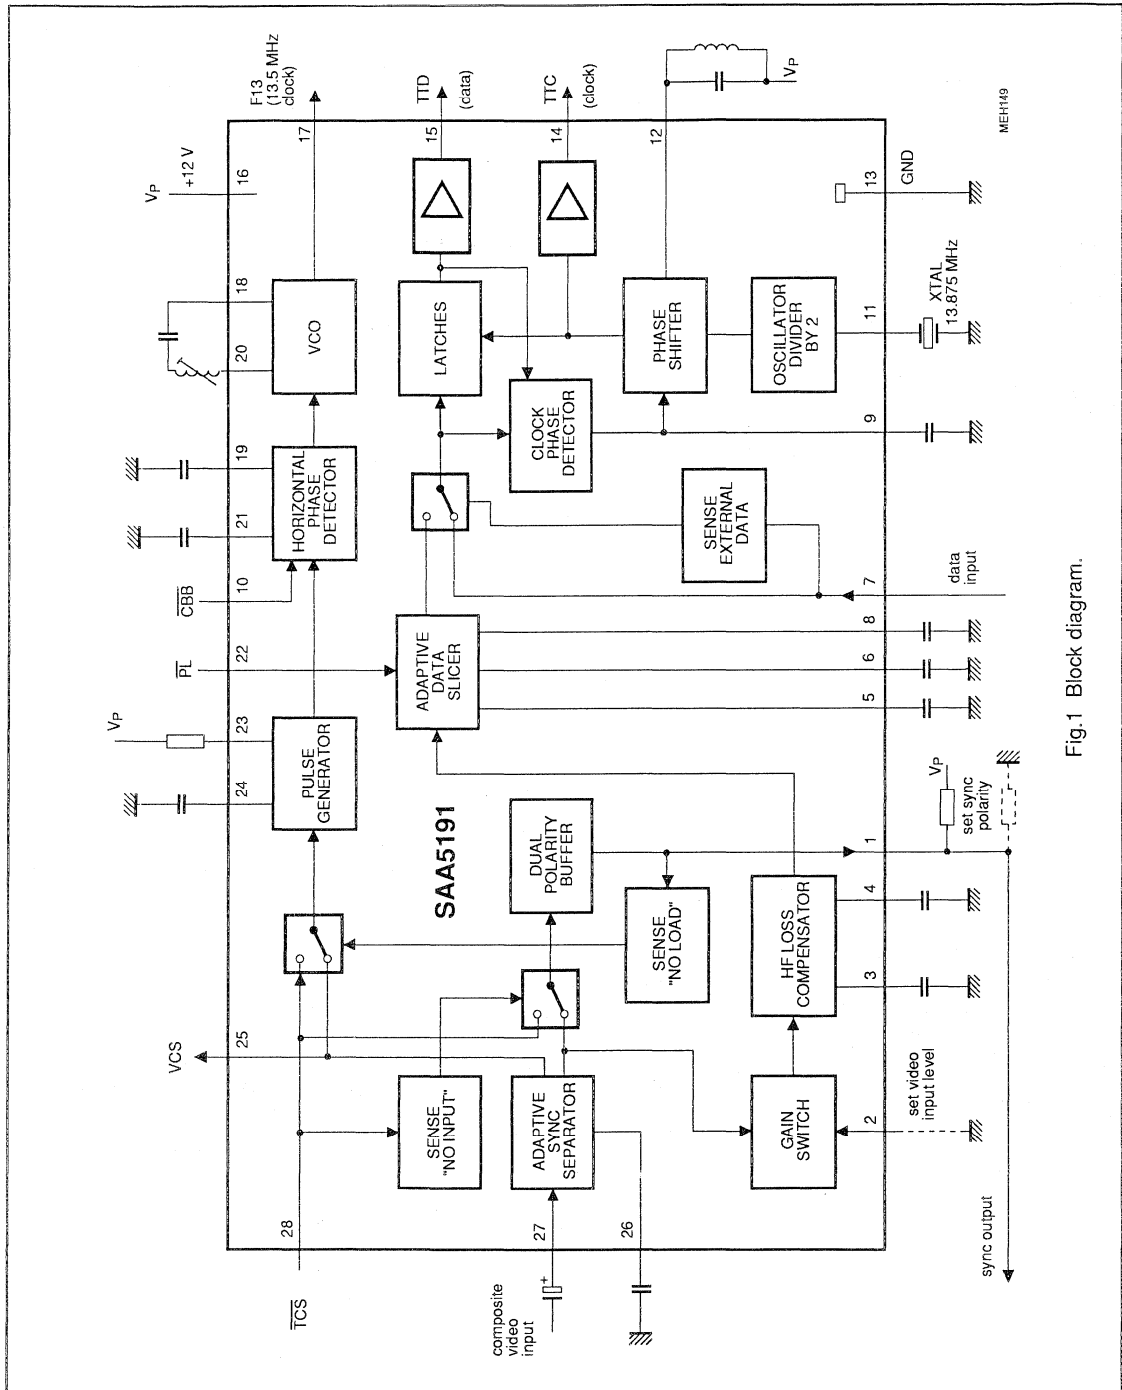 F13
(13.5 MHz
clock)
TTD
(data)
TTC
(clock)
VP
MEH149
VP
+12 V
17
15
14
12
16
13
GND
18
20
VCO
LATCHES
PHASE
SHIFTER
OSCILLATOR
DIVIDER
BY 2
11
XTAL
13.875 MHz
19
21
HORIZONTAL
PHASE
DETECTOR
CLOCK
PHASE
DETECTOR
9
SENSE
EXTERNAL
DATA
CBB
10
7
data
input
PL
22
ADAPTIVE
DATA
SLICER
8
6
5
VP
23
24
PULSE
GENERATOR
SAA5191
DUAL
POLARITY
BUFFER
SENSE
"NO LOAD"
1
VP
set sync
polarity
HF LOSS
COMPENSATOR
4
3
VCS
25
SENSE
"NO INPUT"
ADAPTIVE
SYNC
SEPARATOR
GAIN
SWITCH
2
set video
input level
28
27
26
TCS
composite
video
input
+
sync output
Fig.1 Block diagram.